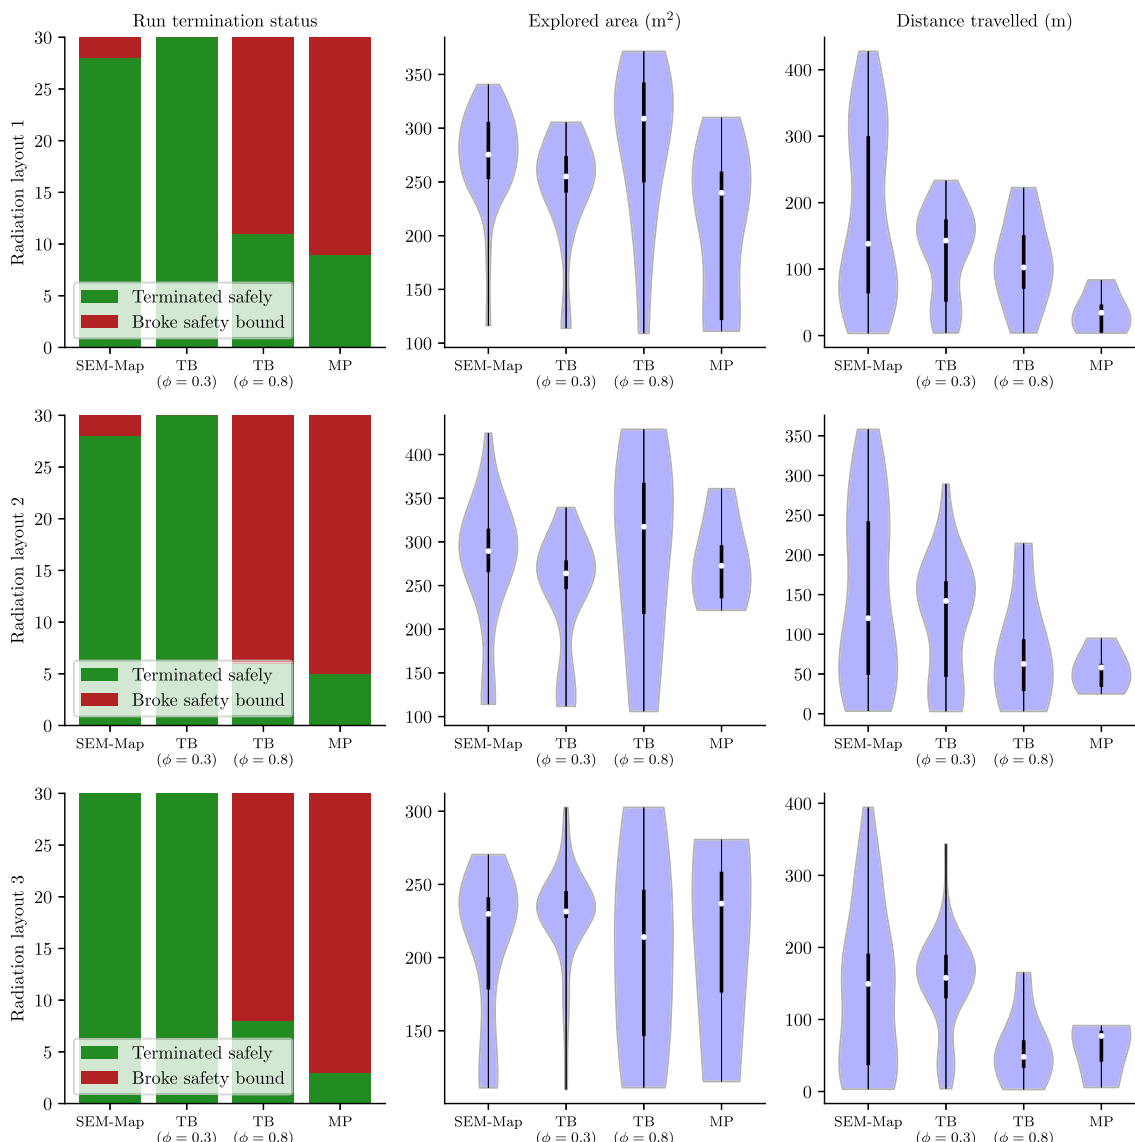 Run termination status
Explored area (m²)
Distance travelled (m)
Radiation layout 1
30
25
20
15
10
5
0
Terminated safely
Broke safety bound
SEM-Map
TB
(ϕ = 0.3)
TB
(ϕ = 0.8)
MP
350
300
250
200
150
100
SEM-Map
TB
(ϕ = 0.3)
TB
(ϕ = 0.8)
MP
400
300
200
100
0
SEM-Map
TB
(ϕ = 0.3)
TB
(ϕ = 0.8)
MP
Radiation layout 2
30
25
20
15
10
5
0
Terminated safely
Broke safety bound
SEM-Map
TB
(ϕ = 0.3)
TB
(ϕ = 0.8)
MP
400
350
300
250
200
150
100
SEM-Map
TB
(ϕ = 0.3)
TB
(ϕ = 0.8)
MP
350
300
250
200
150
100
50
0
SEM-Map
TB
(ϕ = 0.3)
TB
(ϕ = 0.8)
MP
Radiation layout 3
30
25
20
15
10
5
0
Terminated safely
Broke safety bound
SEM-Map
TB
(ϕ = 0.3)
TB
(ϕ = 0.8)
MP
300
250
200
150
SEM-Map
TB
(ϕ = 0.3)
TB
(ϕ = 0.8)
MP
400
300
200
100
0
SEM-Map
TB
(ϕ = 0.3)
TB
(ϕ = 0.8)
MP